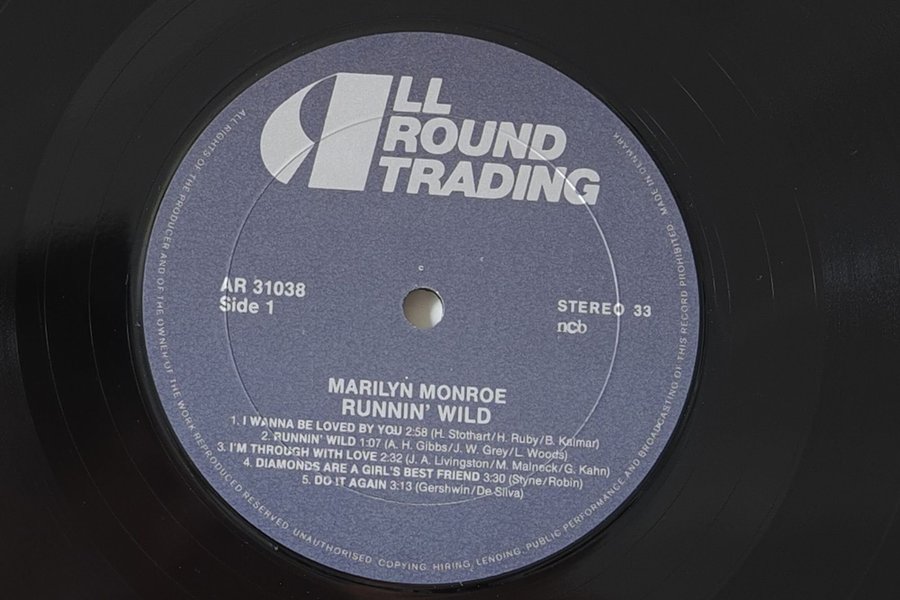 ALL
ROUND
TRADING
AR 31038
Side 1
STEREO 33
ncb
MARILYN MONROE
RUNNIN' WILD
1. I WANNA BE LOVED BY YOU 2:58 (H. Stothart/H. Ruby/B. Kalmar)
2. RUNNIN' WILD 1:07 (A. H. Gibbs/J. W. Grey/L. Woods)
3. I'M THROUGH WITH LOVE 2:32 (J. A. Livingston/M. Malneck/G. Kahn)
4. DIAMONDS ARE A GIRL'S BEST FRIEND 3:30 (Styne/Robin)
5. DO IT AGAIN 3:13 (Gershwin/De Silva)
ALL RIGHTS OF THE PRODUCER AND OF THE OWNER OF THE WORK REPRODUCED RESERVED. UNAUTHORISED COPYING, HIRING, LENDING, PUBLIC PERFORMANCE AND BROADCASTING OF THIS RECORD PROHIBITED. MADE IN DENMARK